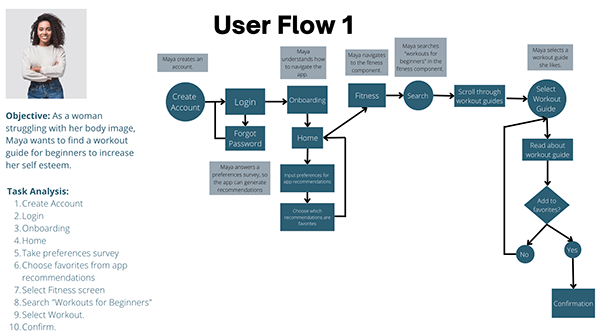 User Flow 1
Objective: As a woman
struggling with her body image,
Maya wants to find a workout
guide for beginners to increase
her self esteem.
Task Analysis:
1. Create Account
2. Login
3. Onboarding
4. Home
5. Take preferences survey
6. Choose favorites from app
recommendations
7. Select Fitness screen
8. Search "Workouts for Beginners"
9. Select Workout.
10. Confirm.
Maya creates an
account.
Maya
understands how
to navigate the
app.
Maya navigates
to the fitness
component.
Maya searches
"workouts for
beginners" in the
fitness component.
Maya selects a
workout guide
she likes.
Create
Account
Login
Forgot
Password
Onboarding
Home
Maya answers a
preferences survey, so
the app can generate
recommendations
Input preferences for
app recommendations
Choose which
recommendations are
favorites
Fitness
Search
Scroll through
workout guides
Select
Workout
Guide
Read about
workout guide
Add to
favorites?
No
Yes
Confirmation